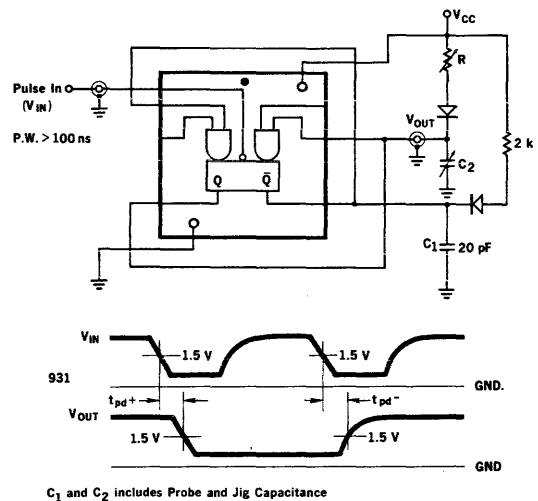 VCC
R
Pulse In
(VIN)
P.W. > 100 ns
VOUT
2 k
C2
Q Q̄
C1 20 pF
VIN
1.5 V 1.5 V
931
GND.
tpd+ tpd-
VOUT
1.5 V 1.5 V
GND
C1 and C2 includes Probe and Jig Capacitance